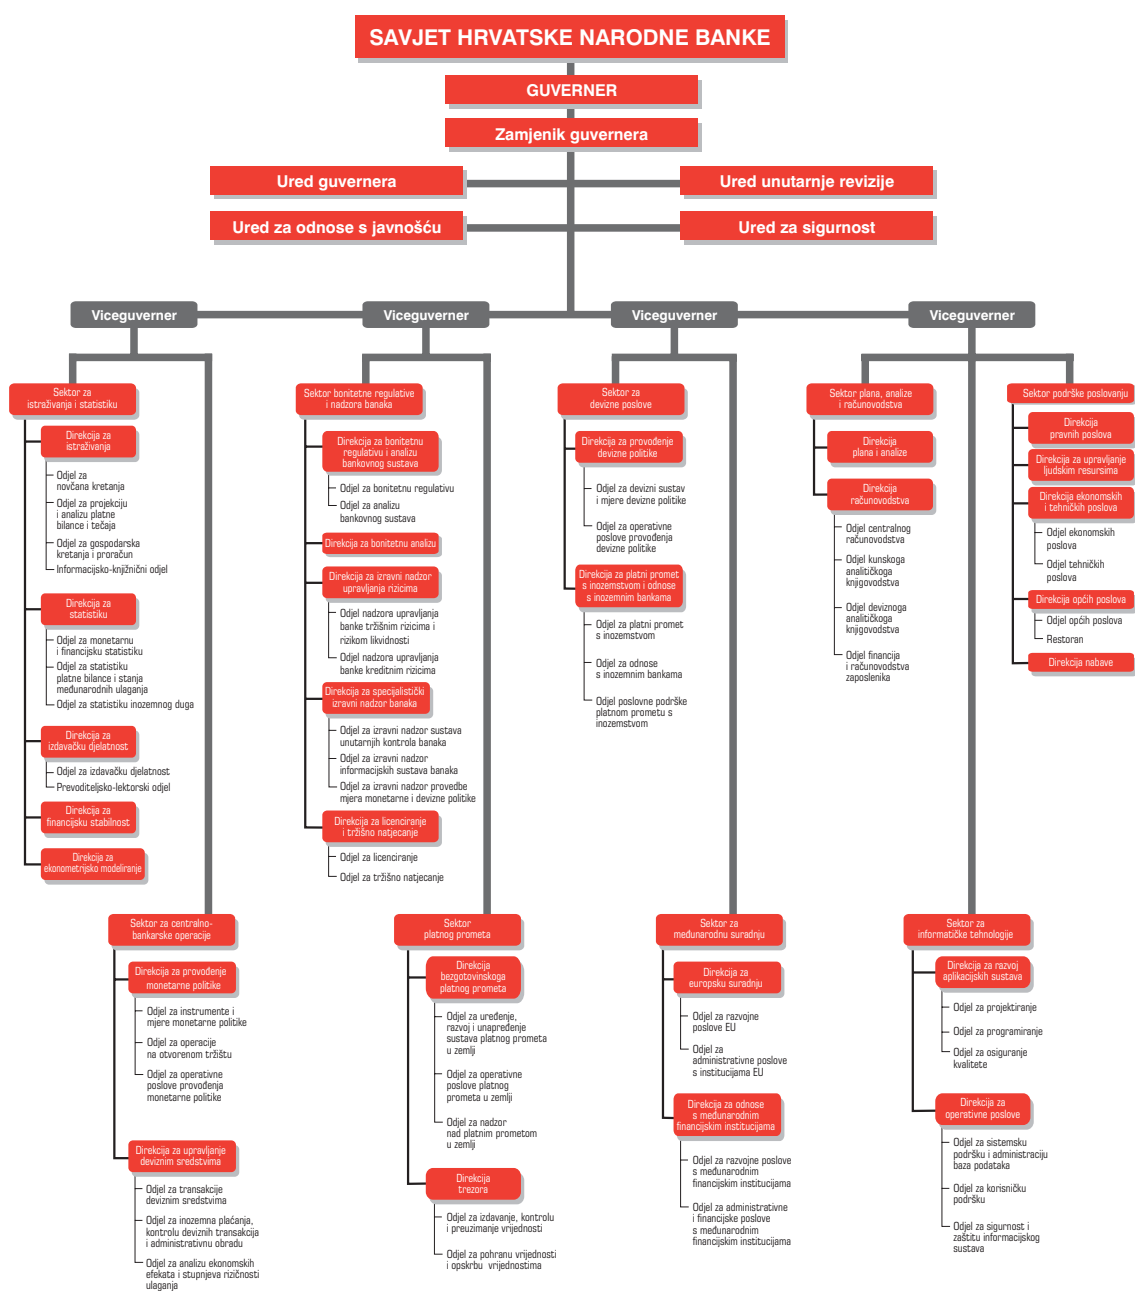 SAVJET HRVATSKE NARODNE BANKE
GUVERNER
Zamjenik guvernera
Ured guvernera
Ured unutarnje revizije
Ured za odnose s javnošću
Ured za sigurnost
Viceguverner
Viceguverner
Viceguverner
Viceguverner
Sektor za
istraživanja i statistiku
Direkcija za
istraživanja
Odjel za
novčana kretanja
Odjel za projekciju
i analizu platne
bilance i tečaja
Odjel za gospodarska
kretanja i proračun
Informacijsko-knjižnični odjel
Direkcija za
statistiku
Odjel za monetarnu
i financijsku statistiku
Odjel za statistiku
platne bilance i stanja
međunarodnih ulaganja
Odjel za statistiku inozemnog duga
Direkcija za
izdavačku djelatnost
Odjel za izdavačku djelatnost
Prevoditeljsko-lektorski odjel
Direkcija za
financijsku stabilnost
Direkcija za
ekonometrijsko modeliranje
Sektor bonitetne regulative
i nadzora banaka
Direkcija za bonitetnu
regulativu i analizu
bankovnog sustava
Odjel za bonitetnu regulativu
Odjel za analizu
bankovnog sustava
Direkcija za bonitetnu analizu
Direkcija za izravni nadzor
upravljanja rizicima
Odjel nadzora upravljanja
banke tržišnim rizicima i
rizikom likvidnosti
Odjel nadzora upravljanja
banke kreditnim rizicima
Direkcija za specijalistički
izravni nadzor banaka
Odjel za izravni nadzor sustava
unutarnjih kontrola banaka
Odjel za izravni nadzor
informacijskih sustava banaka
Odjel za izravni nadzor provedbe
mjera monetarne i devizne politike
Direkcija za licenciranje
i tržišno natjecanje
Odjel za licenciranje
Odjel za tržišno natjecanje
Sektor za
devizne poslove
Direkcija za provođenje
devizne politike
Odjel za devizni sustav
i mjere devizne politike
Odjel za operativne
poslove provođenja
devizne politike
Direkcija za platni promet
s inozemstvom i odnose
s inozemnim bankama
Odjel za platni promet
s inozemstvom
Odjel za odnose
s inozemnim bankama
Odjel poslovne podrške
platnom prometu s
inozemstvom
Sektor plana, analize
i računovodstva
Direkcija
plana i analize
Direkcija
računovodstva
Odjel centralnog
računovodstva
Odjel kunskoga
analitičkoga
knjigovodstva
Odjel deviznoga
analitičkoga
knjigovodstva
Odjel financija
i računovodstva
zaposlenika
Sektor podrške poslovanju
Direkcija
pravnih poslova
Direkcija za upravljanje
ljudskim resursima
Direkcija ekonomskih
i tehničkih poslova
Odjel ekonomskih
poslova
Odjel tehničkih
poslova
Direkcija općih poslova
Odjel općih poslova
Restoran
Direkcija nabave
Sektor za centralno-
bankarske operacije
Direkcija za provođenje
monetarne politike
Odjel za instrumente i
mjere monetarne politike
Odjel za operacije
na otvorenom tržištu
Odjel za operativne
poslove provođenja
monetarne politike
Direkcija za upravljanje
deviznim sredstvima
Odjel za transakcije
deviznim sredstvima
Odjel za inozemna plaćanja,
kontrolu deviznih transakcija
i administrativnu obradu
Odjel za analizu ekonomskih
efekata i stupnjeva rizičnosti
ulaganja
Sektor
platnog prometa
Direkcija
bezgotovinskoga
platnog prometa
Odjel za uređenje,
razvoj i unapređenje
sustava platnog prometa
u zemlji
Odjel za operativne
poslove platnog
prometa u zemlji
Odjel za nadzor
nad platnim prometom
u zemlji
Direkcija
trezora
Odjel za izdavanje, kontrolu
i preuzimanje vrijednosti
Odjel za pohranu vrijednosti
i opskrbu vrijednostima
Sektor za
međunarodnu suradnju
Direkcija za
europsku suradnju
Odjel za razvojne
poslove EU
Odjel za
administrativne poslove
s institucijama EU
Direkcija za odnose
s međunarodnim
financijskim institucijama
Odjel za razvojne poslove
s međunarodnim
financijskim institucijama
Odjel za administrativne
i financijske poslove
s međunarodnim
financijskim institucijama
Sektor za
informatičke tehnologije
Direkcija za razvoj
aplikacijskih sustava
Odjel za projektiranje
Odjel za programiranje
Odjel za osiguranje
kvalitete
Direkcija za
operativne poslove
Odjel za sistemsku
podršku i administraciju
baza podataka
Odjel za korisničku
podršku
Odjel za sigurnost i
zaštitu informacijskog
sustava